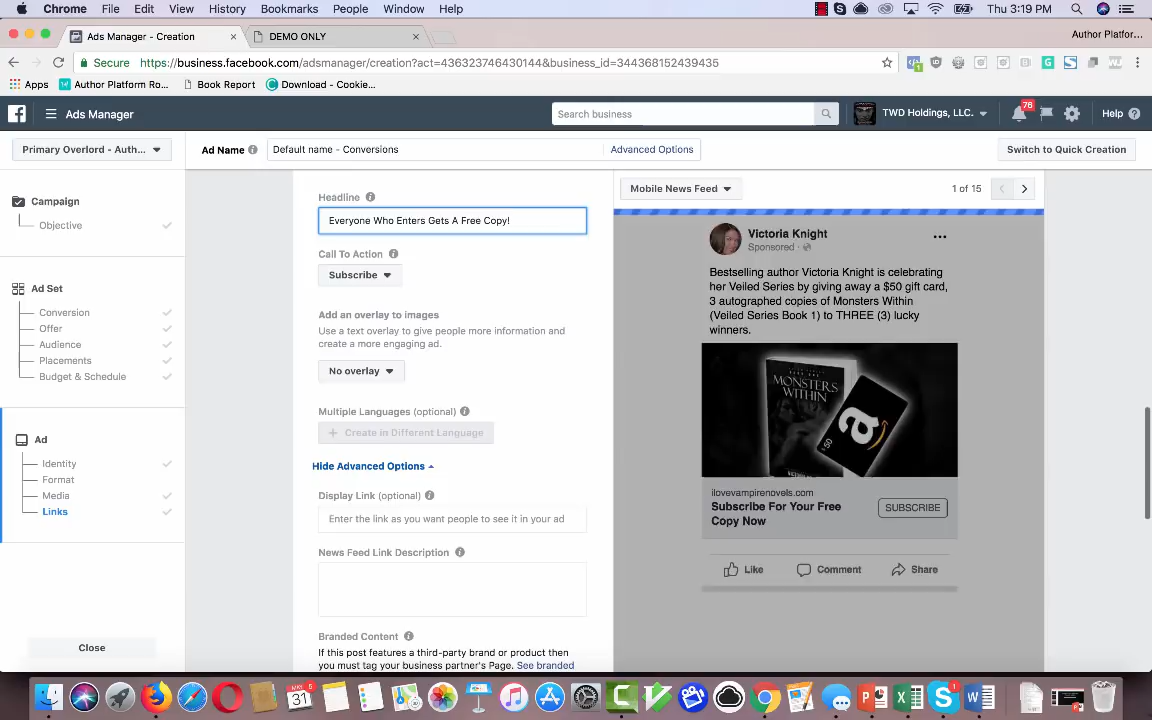 Chrome File Edit View History Bookmarks People Window Help Thu 3:19 PM
Ads Manager - Creation DEMO ONLY Author Platfor...
Secure https://business.facebook.com/adsmanager/creation?act=436323746430144&business_id=344368152439435
Apps Author Platform Ro... Book Report Download - Cookie...
Ads Manager Search business TWD Holdings, LLC. 76 Help
Primary Overlord - Auth... Ad Name Default name - Conversions Advanced Options Switch to Quick Creation
Campaign
Objective
Ad Set
Conversion
Offer
Audience
Placements
Budget & Schedule
Ad
Identity
Format
Media
Links
Close
Headline
Everyone Who Enters Gets A Free Copy!
Call To Action
Subscribe
Add an overlay to images
Use a text overlay to give people more information and
create a more engaging ad.
No overlay
Multiple Languages (optional)
Create in Different Language
Hide Advanced Options
Display Link (optional)
Enter the link as you want people to see it in your ad
News Feed Link Description
Branded Content
If this post features a third-party brand or product then
you must tag your business partner's Page. See branded
Mobile News Feed 1 of 15
Victoria Knight
Sponsored
Bestselling author Victoria Knight is celebrating
her Veiled Series by giving away a $50 gift card,
3 autographed copies of Monsters Within
(Veiled Series Book 1) to THREE (3) lucky
winners.
MONSTERS
WITHIN
a
$50
ilovevampirenovels.com
Subscribe For Your Free
Copy Now
SUBSCRIBE
Like Comment Share